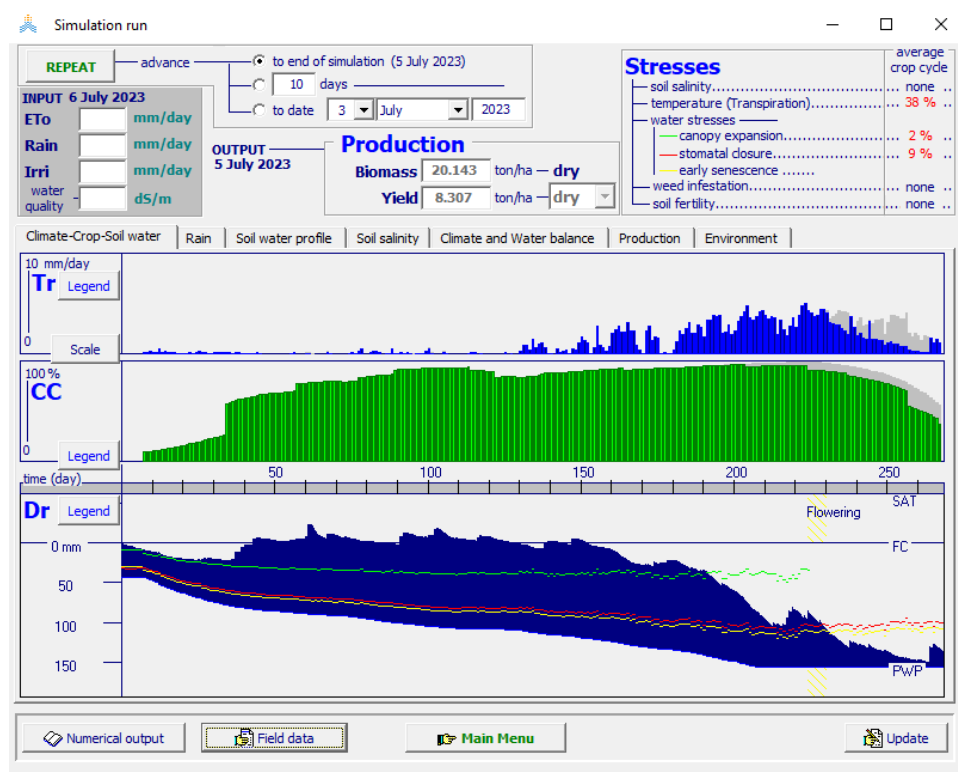 Simulation run
REPEAT
advance
to end of simulation (5 July 2023)
10 days
to date 3 July 2023
INPUT 6 July 2023
ETo mm/day
Rain mm/day
Irri mm/day
water quality dS/m
OUTPUT
5 July 2023
Production
Biomass 20.143 ton/ha dry
Yield 8.307 ton/ha dry
Stresses
average
crop cycle
soil salinity............................... none ..
temperature (Transpiration)................ 38 % ..
water stresses
canopy expansion......................... 2 % ..
stomatal closure......................... 9 % ..
early senescence .......
weed infestation........................... none ..
soil fertility............................... none ..
Climate-Crop-Soil water
Rain
Soil water profile
Soil salinity
Climate and Water balance
Production
Environment
10 mm/day
Tr
Legend
0
Scale
100 %
CC
0
Legend
time (day)
50 100 150 200 250
Dr
Legend
Flowering
SAT
0 mm
FC
50
100
150
PWP
Numerical output
Field data
Main Menu
Update